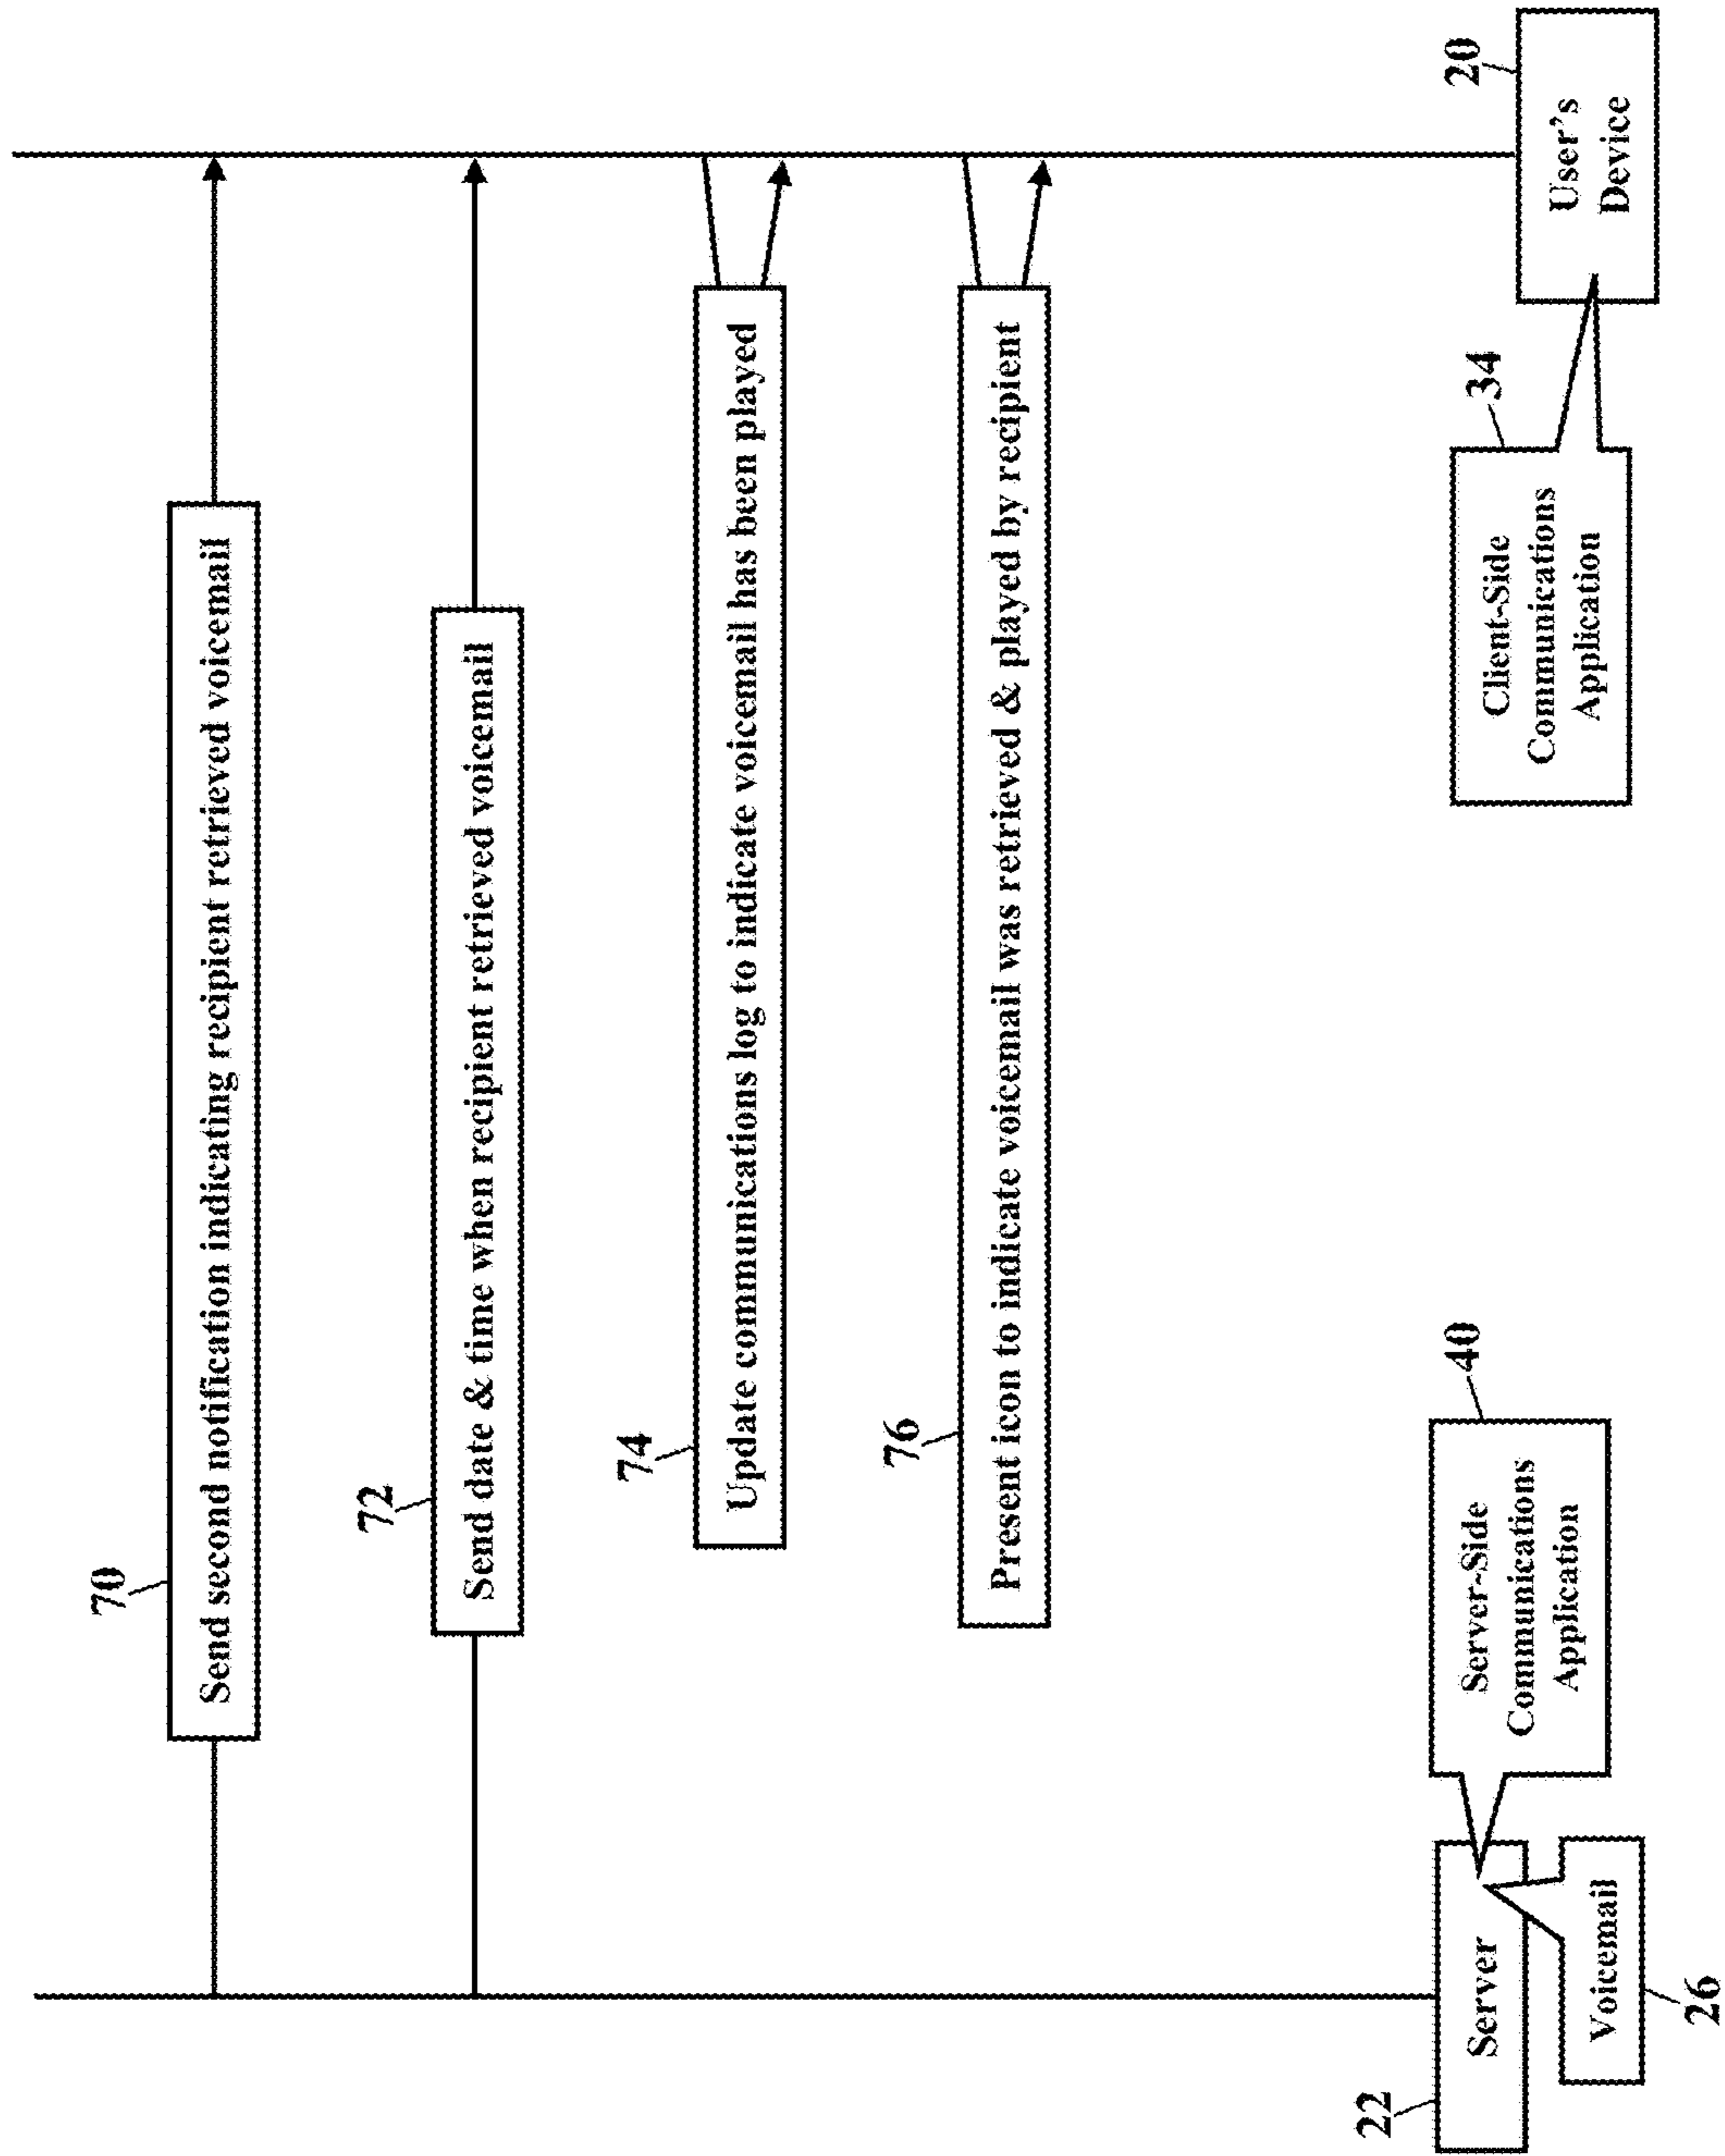 70
Send second notification indicating recipient retrieved voicemail
72
Send date & time when recipient retrieved voicemail
74
Update communications log to indicate voicemail has been played
76
Present icon to indicate voicemail was retrieved & played by recipient
22
Server
Voicemail
26
40
Server-Side
Communications
Application
34
Client-Side
Communications
Application
20
User's
Device